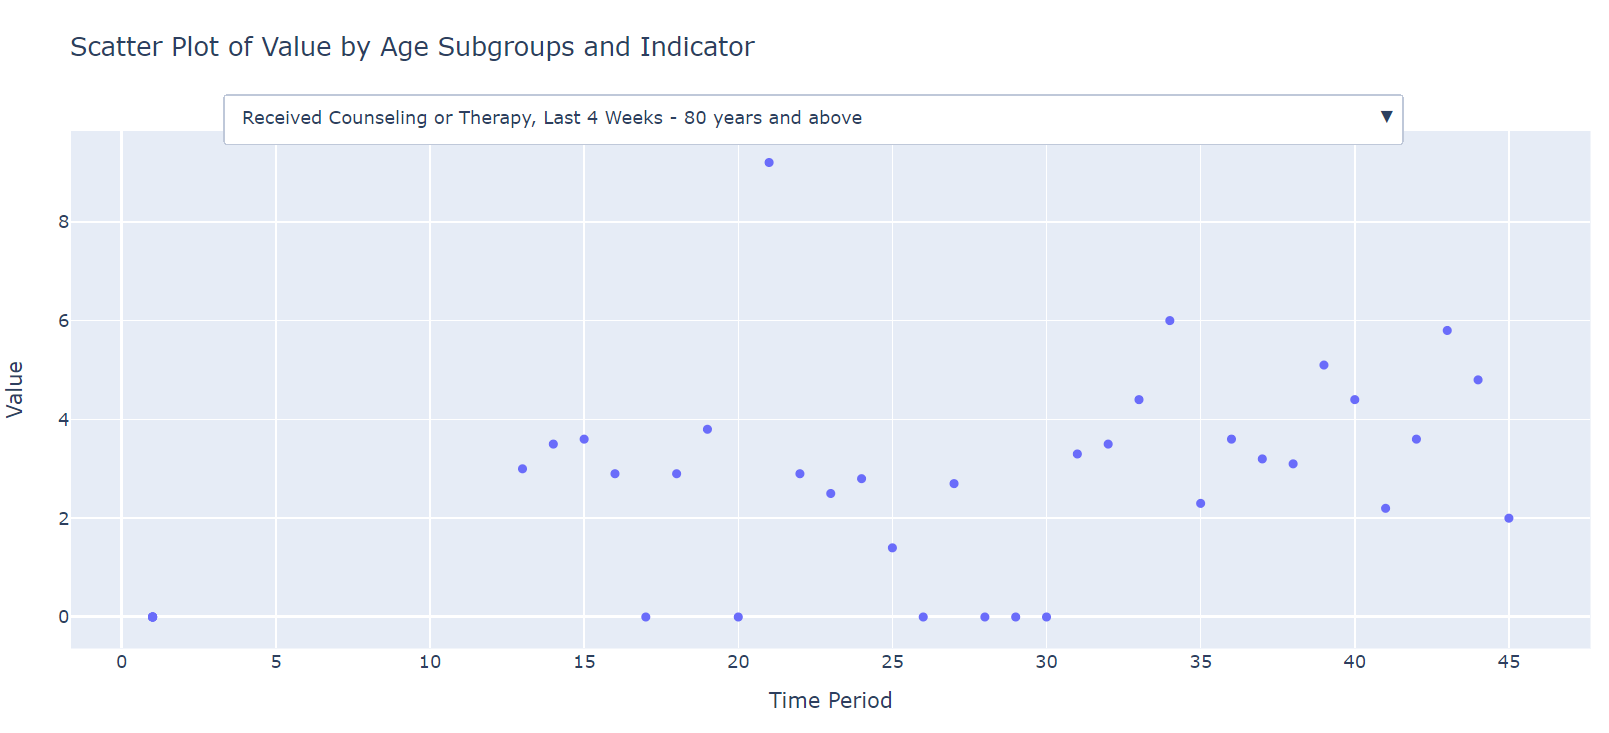 Scatter Plot of Value by Age Subgroups and Indicator
Received Counseling or Therapy, Last 4 Weeks - 80 years and above ▼
8
6
4
2
0
Value
0 5 10 15 20 25 30 35 40 45
Time Period